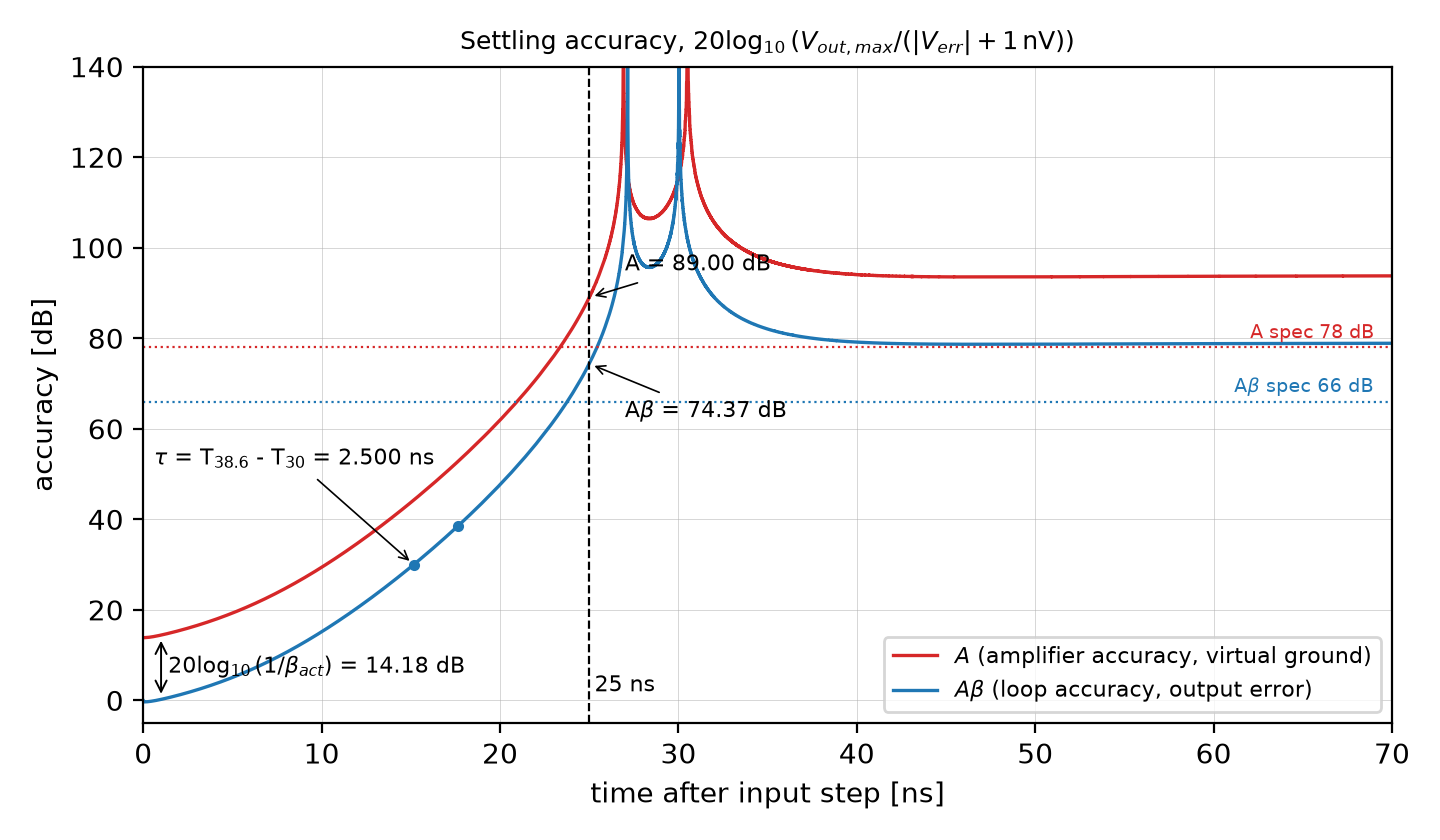 Settling accuracy, 20log₁₀ (V_out,max/(|V_err| + 1 nV))
140
120
100
80
60
40
20
0
accuracy [dB]
A = 89.00 dB
A spec 78 dB
Aβ spec 66 dB
Aβ = 74.37 dB
τ = T₃₈.₆ - T₃₀ = 2.500 ns
20log₁₀(1/β_act) = 14.18 dB
25 ns
A (amplifier accuracy, virtual ground)
Aβ (loop accuracy, output error)
0 10 20 30 40 50 60 70
time after input step [ns]